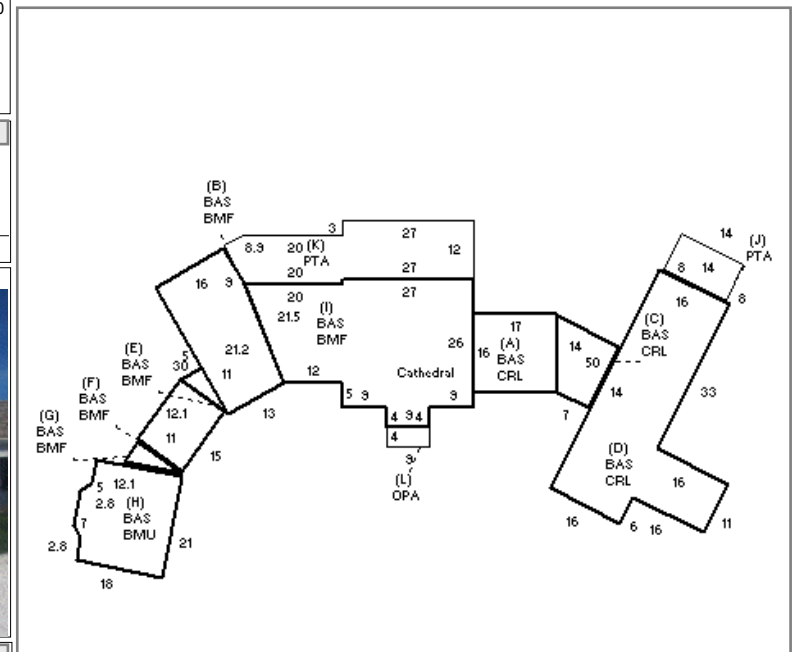 (B)
BAS
BMF
14
(J)
PTA
3
27
8.9
20
(K)
PTA
12
8
14
20
27
16
9
20
27
16
8
21.5
(I)
BAS
BMF
(C)
BAS
CRL
17
(A)
BAS
CRL
16
26
14
50
(E)
BAS
BMF
5
30
21.2
11
12
Cathedral
14
33
(F)
BAS
BMF
5
9
9
13
7
12.1
4
9
4
(G)
BAS
BMF
11
4
15
9
(D)
BAS
CRL
(L)
OPA
16
5
12.1
2.8
(H)
BAS
BMU
7
16
6
16
11
2.8
21
18